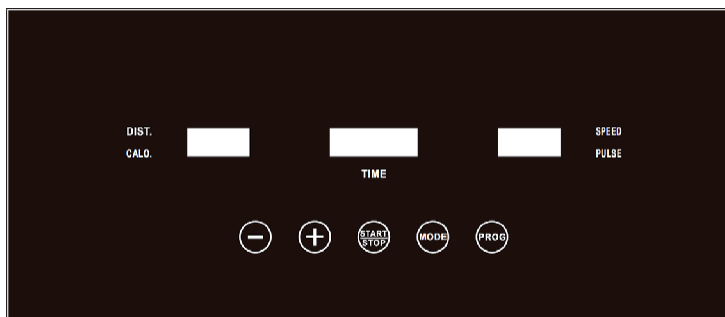 DIST.
CALO.
TIME
SPEED
PULSE
START
STOP
MODE
PROG